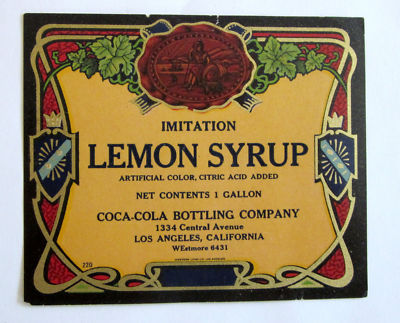 IMITATION
LEMON SYRUP
ARTIFICIAL COLOR, CITRIC ACID ADDED
NET CONTENTS 1 GALLON
COCA-COLA BOTTLING COMPANY
1334 Central Avenue
LOS ANGELES, CALIFORNIA
WEstmore 6431
220